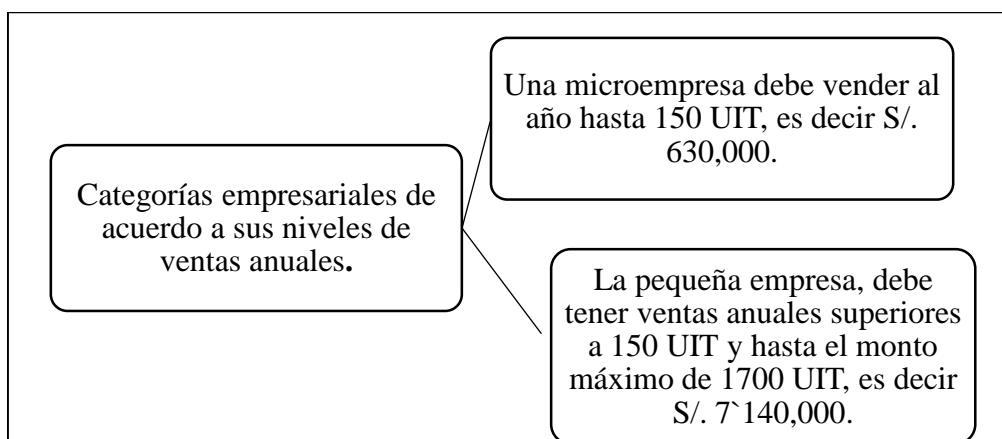 Una microempresa debe vender al
año hasta 150 UIT, es decir S/.
630,000.
Categorías empresariales de
acuerdo a sus niveles de
ventas anuales.
La pequeña empresa, debe
tener ventas anuales superiores
a 150 UIT y hasta el monto
máximo de 1700 UIT, es decir
S/. 7`140,000.